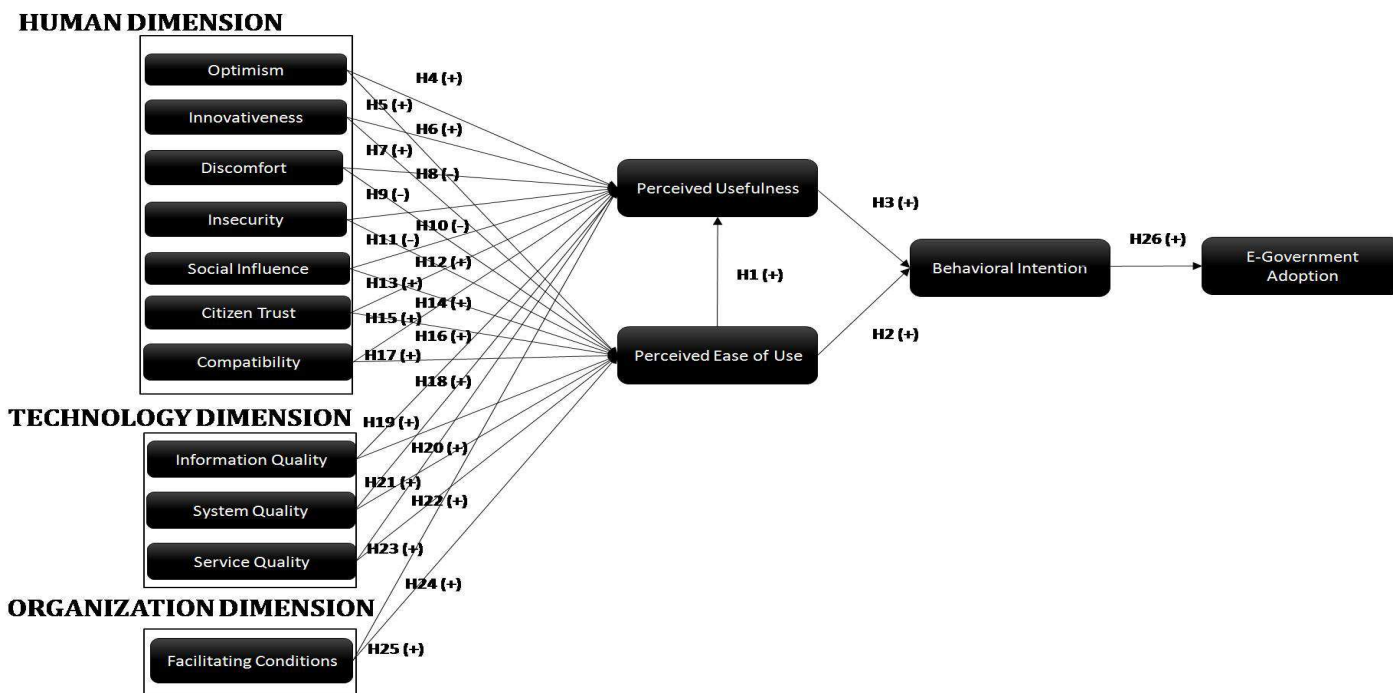 HUMAN DIMENSION
Optimism
Innovativeness
Discomfort
Insecurity
Social Influence
Citizen Trust
Compatibility
TECHNOLOGY DIMENSION
Information Quality
System Quality
Service Quality
ORGANIZATION DIMENSION
Facilitating Conditions
H4 (+)
H5 (+)
H6 (+)
H7 (+)
H8 (–)
H9 (–)
H10 (–)
H11 (–)
H12 (+)
H13 (+)
H14 (+)
H15 (+)
H16 (+)
H17 (+)
H18 (+)
H19 (+)
H20 (+)
H21 (+)
H22 (+)
H23 (+)
H24 (+)
H25 (+)
Perceived Usefulness
H1 (+)
Perceived Ease of Use
H3 (+)
H2 (+)
Behavioral Intention
H26 (+)
E-Government
Adoption